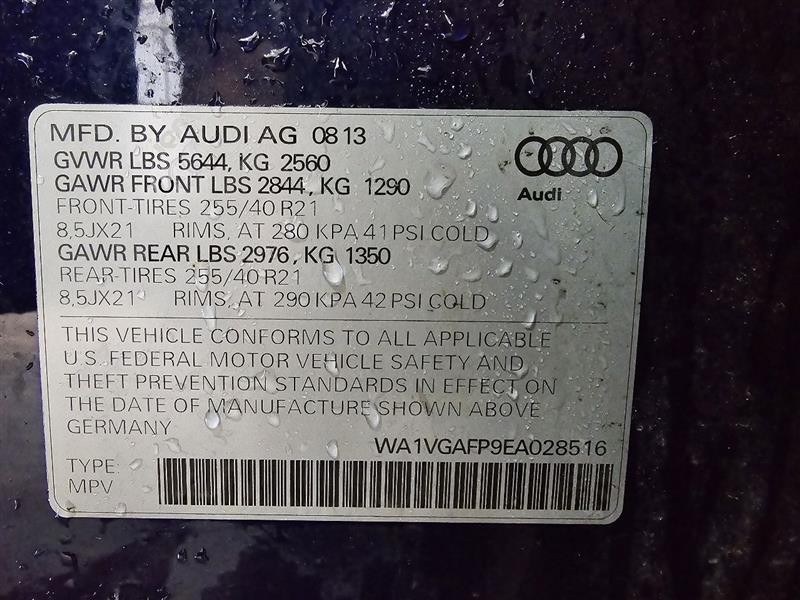 MFD. BY AUDI AG 08 13
GVWR LBS 5644, KG 2560
GAWR FRONT LBS 2844, KG 1290
FRONT-TIRES 255/40 R21
8,5JX21 RIMS, AT 280 KPA 41 PSI COLD
GAWR REAR LBS 2976, KG 1350
REAR-TIRES 255/40 R21
8,5JX21 RIMS, AT 290 KPA 42 PSI COLD
Audi
THIS VEHICLE CONFORMS TO ALL APPLICABLE
U.S. FEDERAL MOTOR VEHICLE SAFETY AND
THEFT PREVENTION STANDARDS IN EFFECT ON
THE DATE OF MANUFACTURE SHOWN ABOVE
GERMANY
WA1VGAFP9EA028516
TYPE:
MPV